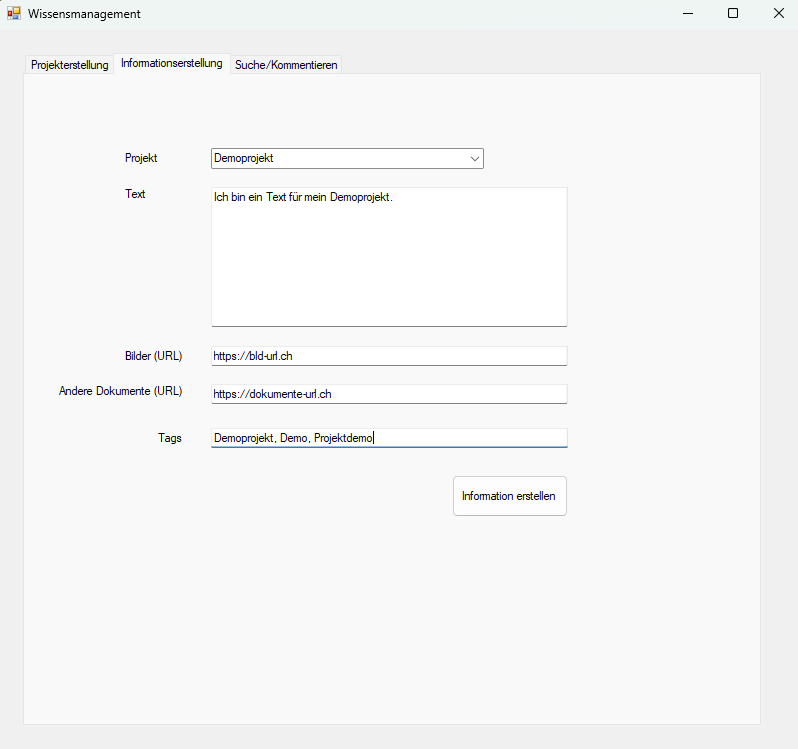 Wissensmanagement
Projekterstellung Informationserstellung Suche/Kommentieren
Projekt Demoprojekt
Text Ich bin ein Text für mein Demoprojekt.
Bilder (URL) https://bld-url.ch
Andere Dokumente (URL) https://dokumente-url.ch
Tags Demoprojekt, Demo, Projektdemo
Information erstellen